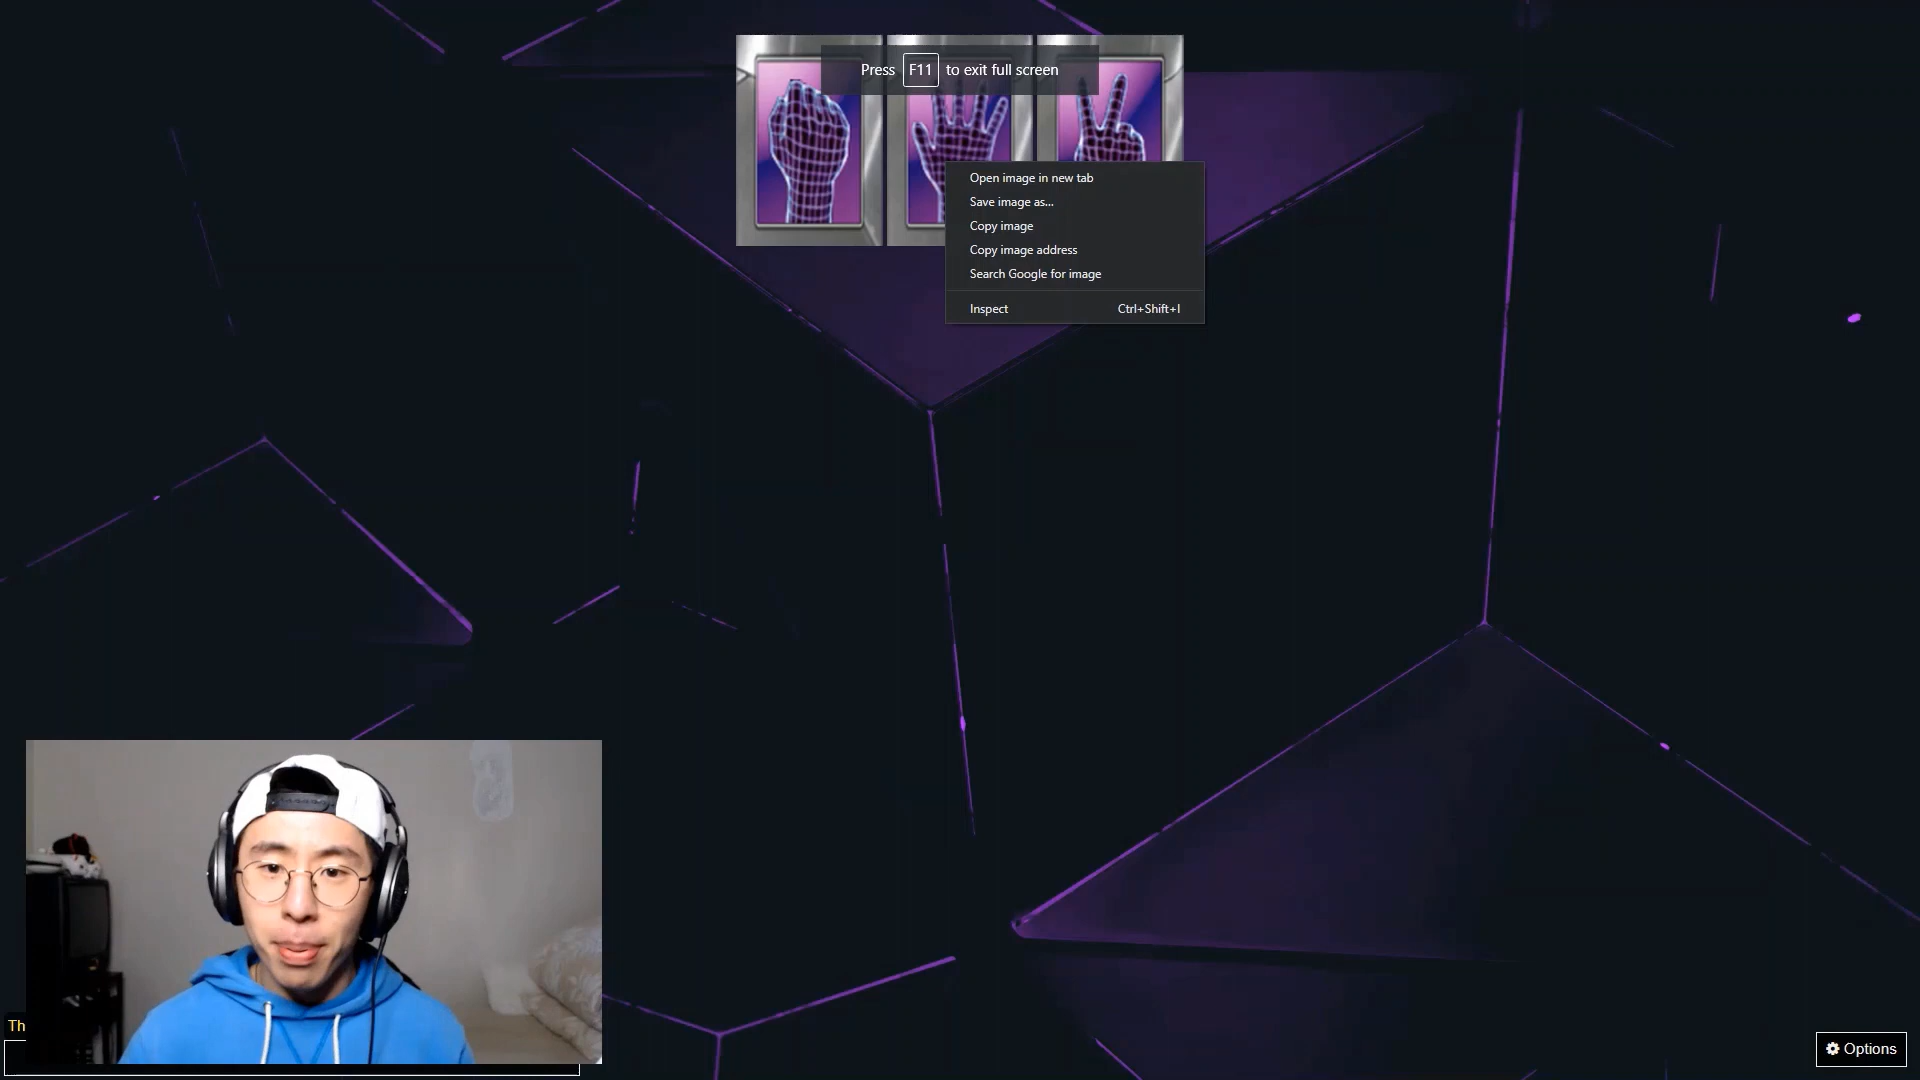 Press F11 to exit full screen
Open image in new tab
Save image as...
Copy image
Copy image address
Search Google for image
Inspect Ctrl+Shift+I
Th
Options